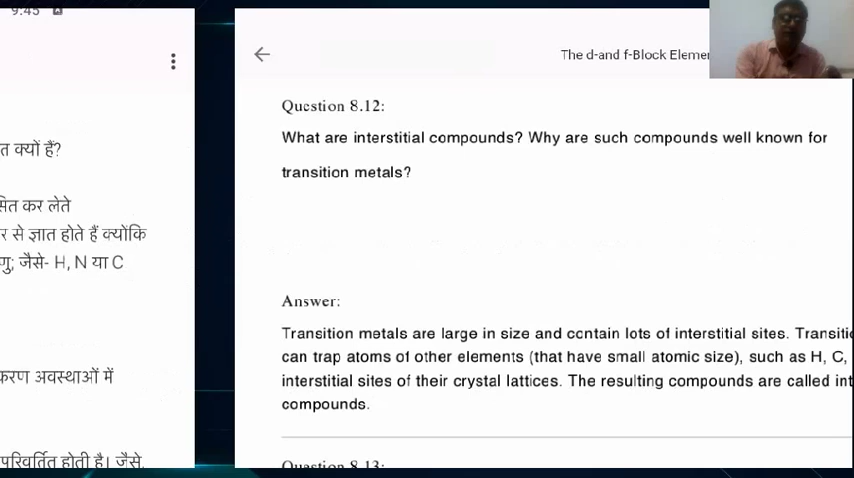 9:45
त क्यों हैं?
सित कर लेते
र से ज्ञात होते हैं क्योंकि
णु; जैसे- H, N या C
करण अवस्थाओं में
परिवर्तित होती है। जैसे,
The d-and f-Block Elemer
Question 8.12:
What are interstitial compounds? Why are such compounds well known for
transition metals?
Answer:
Transition metals are large in size and contain lots of interstitial sites. Transitic
can trap atoms of other elements (that have small atomic size), such as H, C,
interstitial sites of their crystal lattices. The resulting compounds are called int
compounds.
Question 8.13: